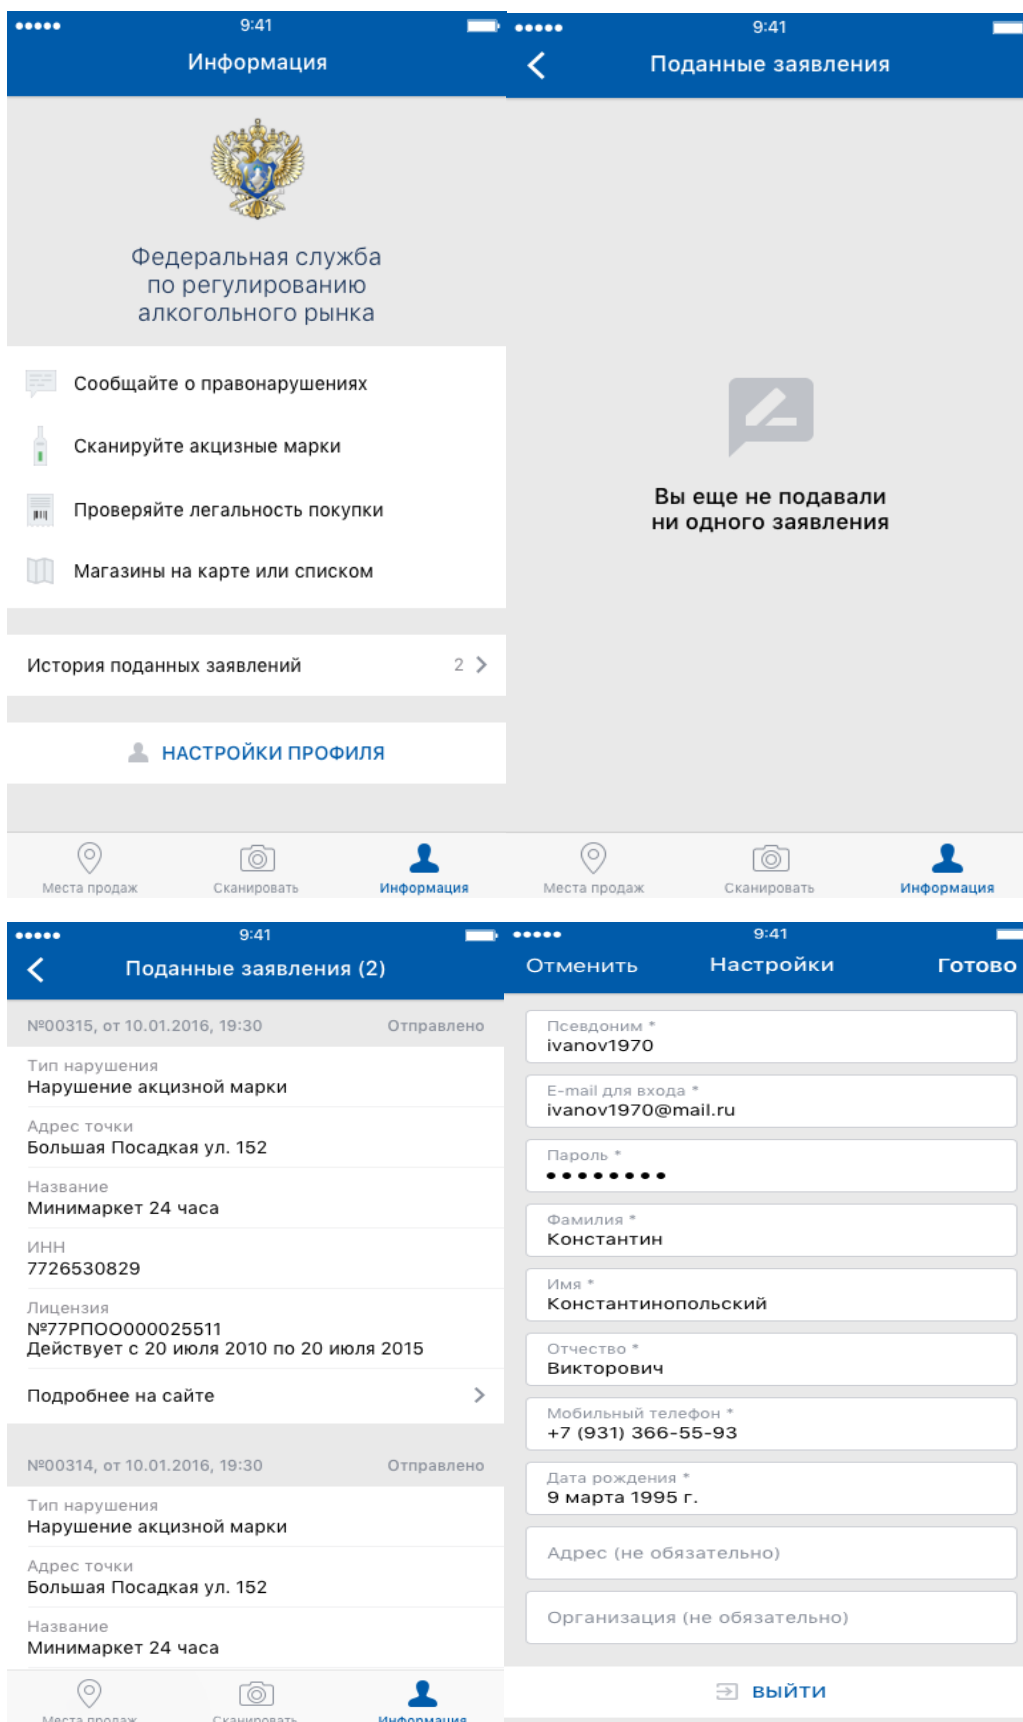 9:41
Информация
Федеральная служба
по регулированию
алкогольного рынка
Сообщайте о правонарушениях
Сканируйте акцизные марки
Проверяйте легальность покупки
Магазины на карте или списком
История поданных заявлений 2
НАСТРОЙКИ ПРОФИЛЯ
Места продаж Сканировать Информация
9:41
Поданные заявления
Вы еще не подавали
ни одного заявления
Места продаж Сканировать Информация
9:41
Поданные заявления (2)
№00315, от 10.01.2016, 19:30 Отправлено
Тип нарушения
Нарушение акцизной марки
Адрес точки
Большая Посадкая ул. 152
Название
Минимаркет 24 часа
ИНН
7726530829
Лицензия
№77РПОО000025511
Действует с 20 июля 2010 по 20 июля 2015
Подробнее на сайте
№00314, от 10.01.2016, 19:30 Отправлено
Тип нарушения
Нарушение акцизной марки
Адрес точки
Большая Посадкая ул. 152
Название
Минимаркет 24 часа
Места продаж Сканировать Информация
9:41
Отменить Настройки Готово
Псевдоним *
ivanov1970
E-mail для входа *
ivanov1970@mail.ru
Пароль *
••••••••
Фамилия *
Константин
Имя *
Константинопольский
Отчество *
Викторович
Мобильный телефон *
+7 (931) 366-55-93
Дата рождения *
9 марта 1995 г.
Адрес (не обязательно)
Организация (не обязательно)
ВЫЙТИ